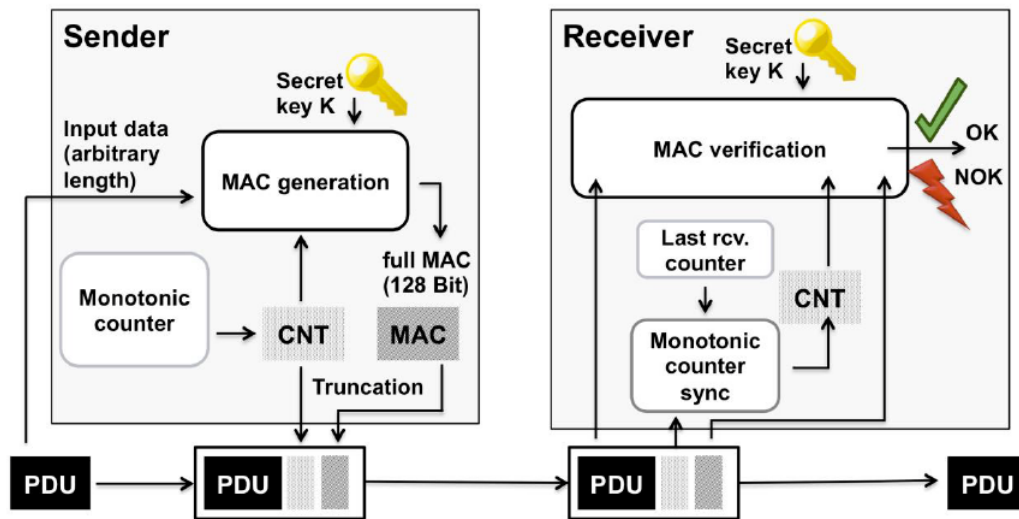 Sender
Secret
key K
Input data
(arbitrary
length)
MAC generation
full MAC
(128 Bit)
Monotonic
counter
CNT
MAC
Truncation
PDU
PDU
Receiver
Secret
key K
MAC verification
OK
NOK
Last rcv.
counter
CNT
Monotonic
counter
sync
PDU
PDU